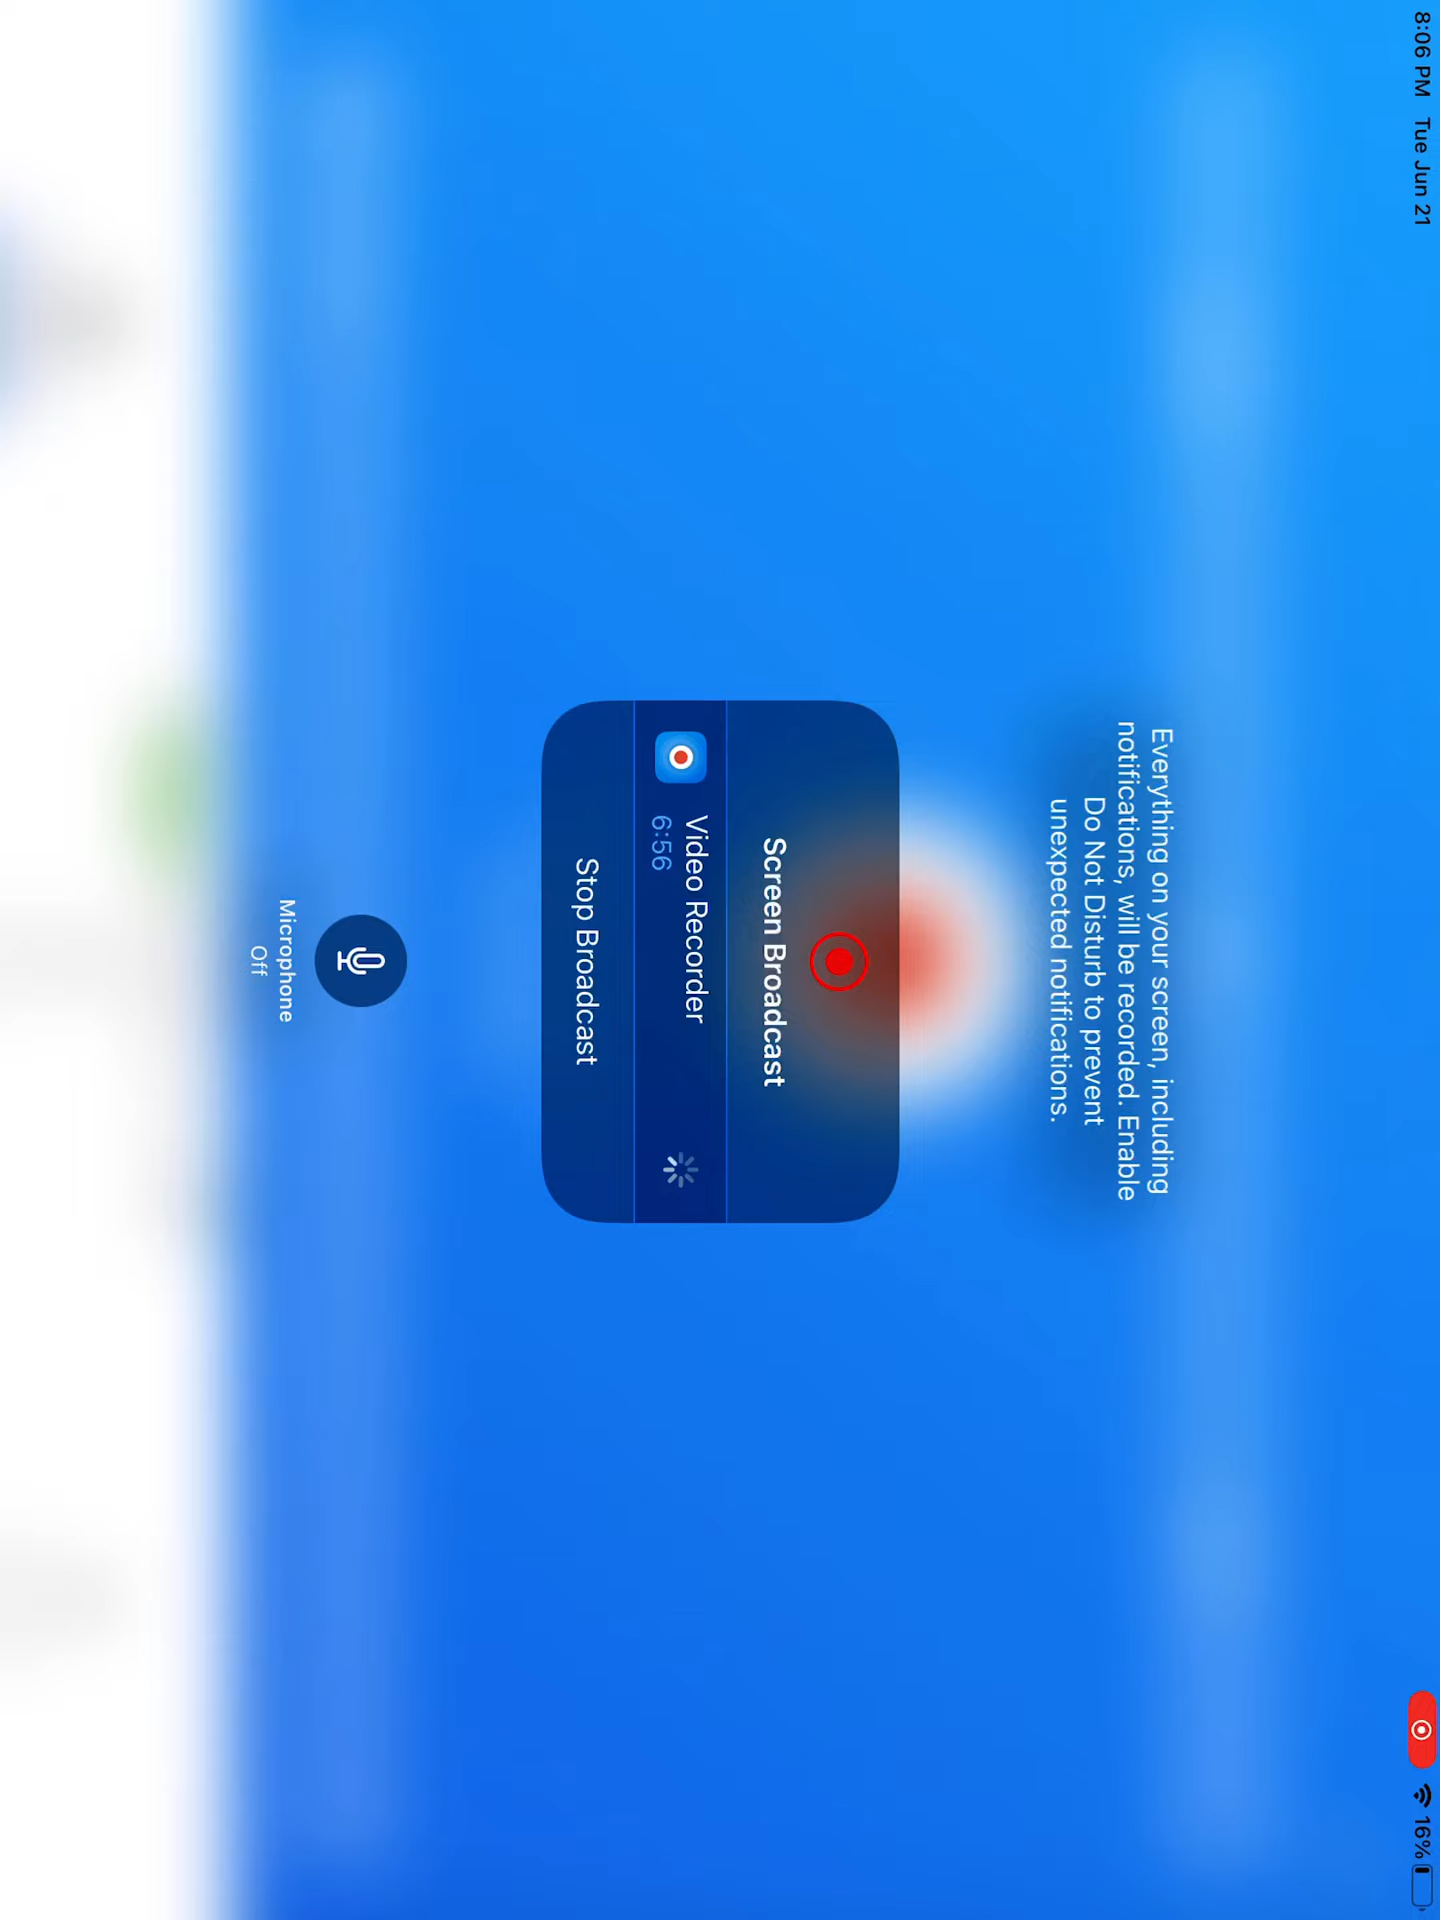 8:06 PM Tue Jun 21
16%
Everything on your screen, including
notifications, will be recorded. Enable
Do Not Disturb to prevent
unexpected notifications.
Screen Broadcast
Video Recorder
6:56
Stop Broadcast
Microphone
Off